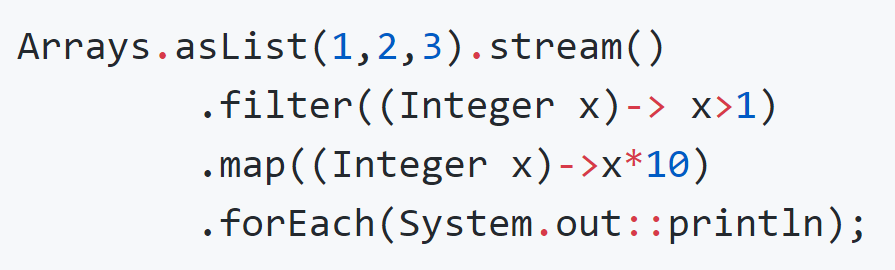 Arrays.asList(1,2,3).stream()
.filter((Integer x)-> x>1)
.map((Integer x)->x*10)
.forEach(System.out::println);